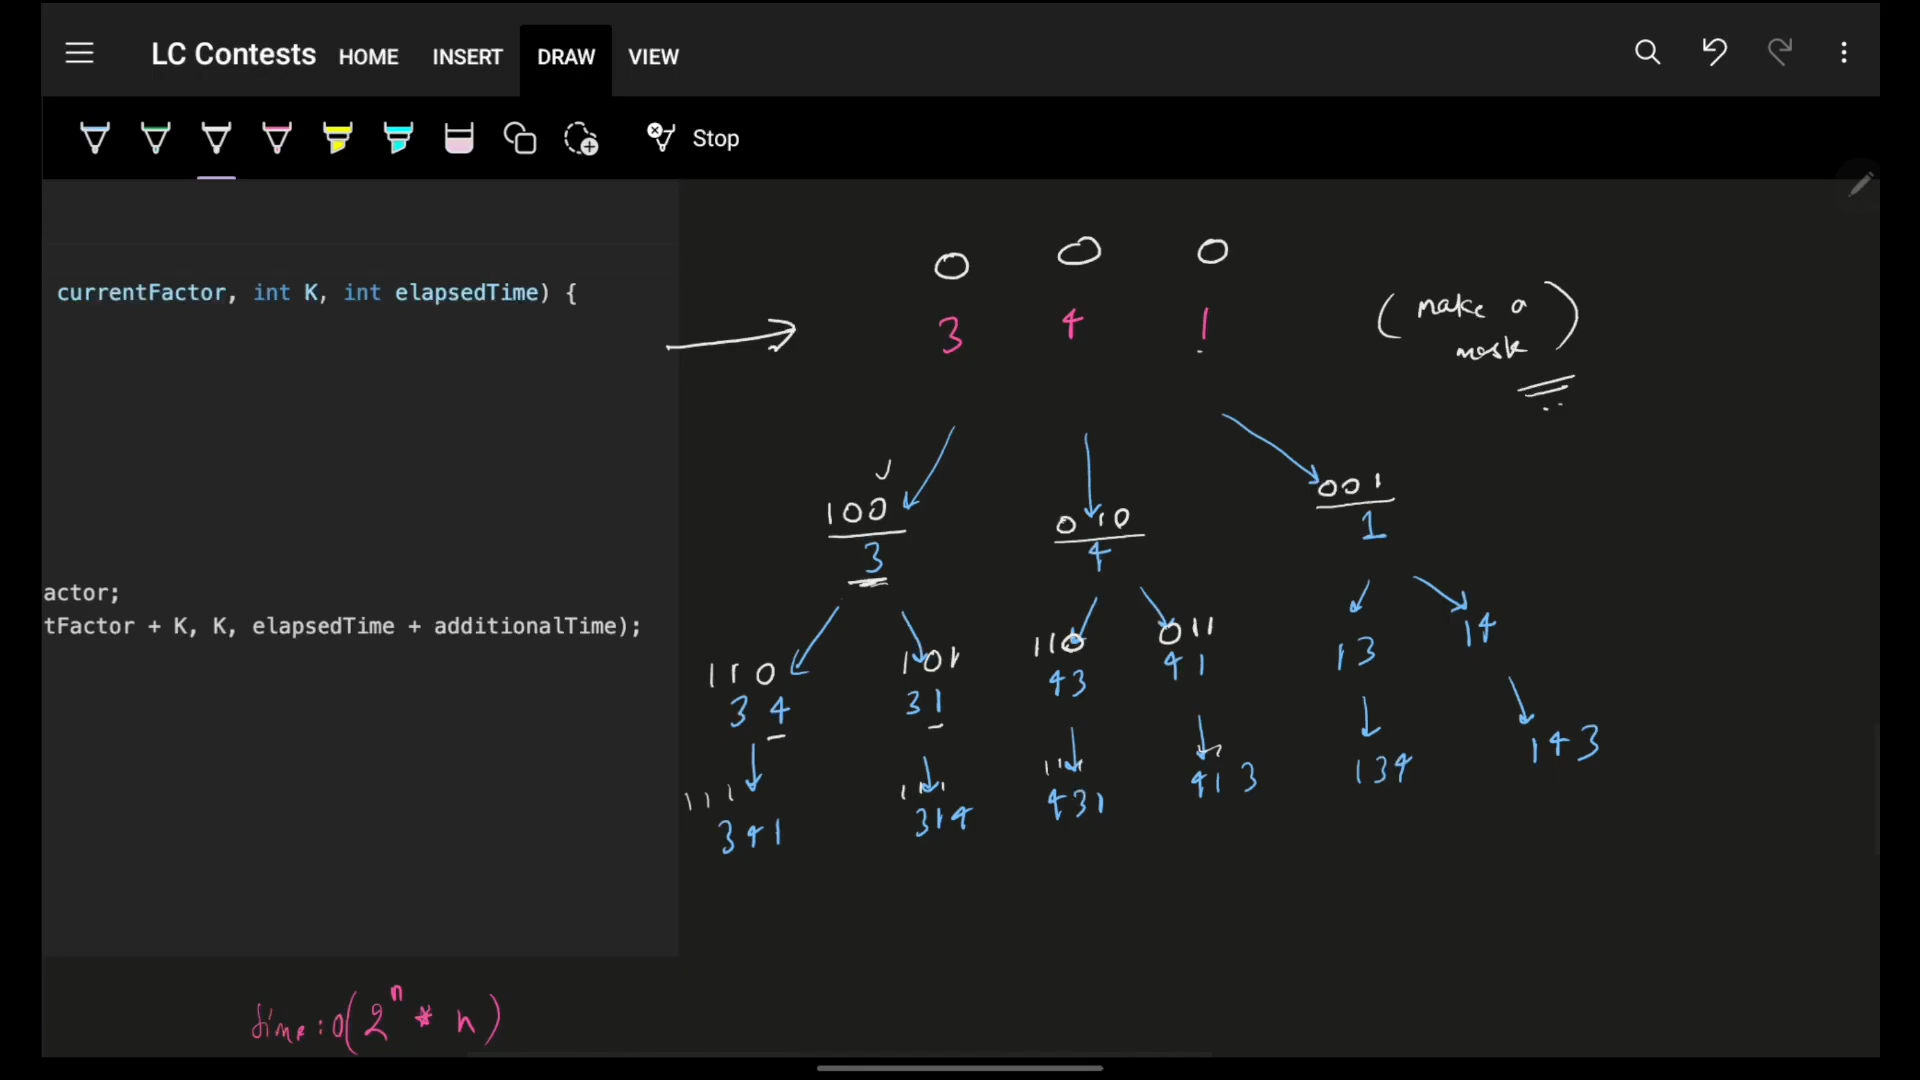 LC Contests HOME INSERT DRAW VIEW
Stop
currentFactor, int K, int elapsedTime) {
actor;
tFactor + K, K, elapsedTime + additionalTime);
0 0 0
3 4 1
(make a
mask)
100 010 001
3 4 1
110 101 110 011
34 31 43 41 13 14
111 111 111
341 314 431 413 134 143
time: O(2^n * n)